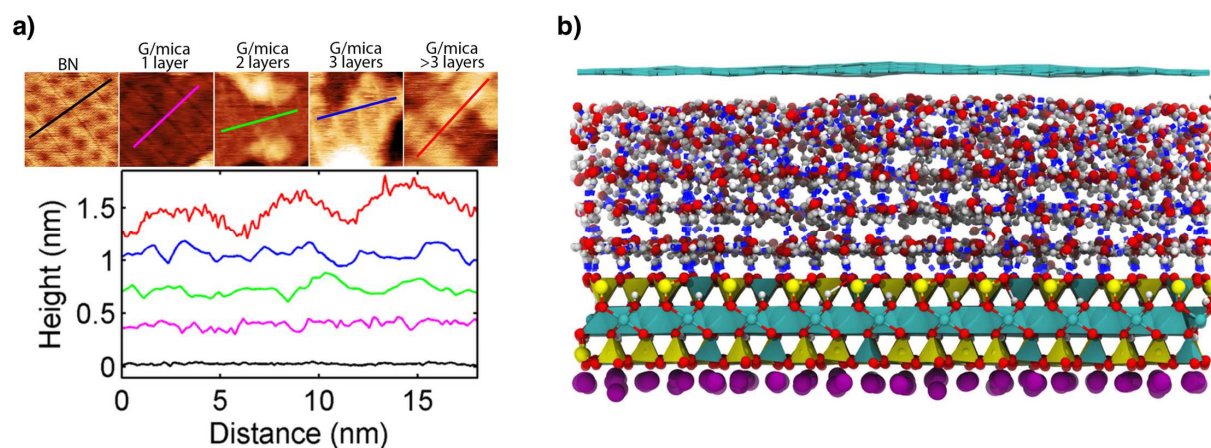 a)
b)
BN
G/mica
1 layer
G/mica
2 layers
G/mica
3 layers
G/mica
>3 layers
Height (nm)
1.5
1
0.5
0
0
5
10
15
Distance (nm)